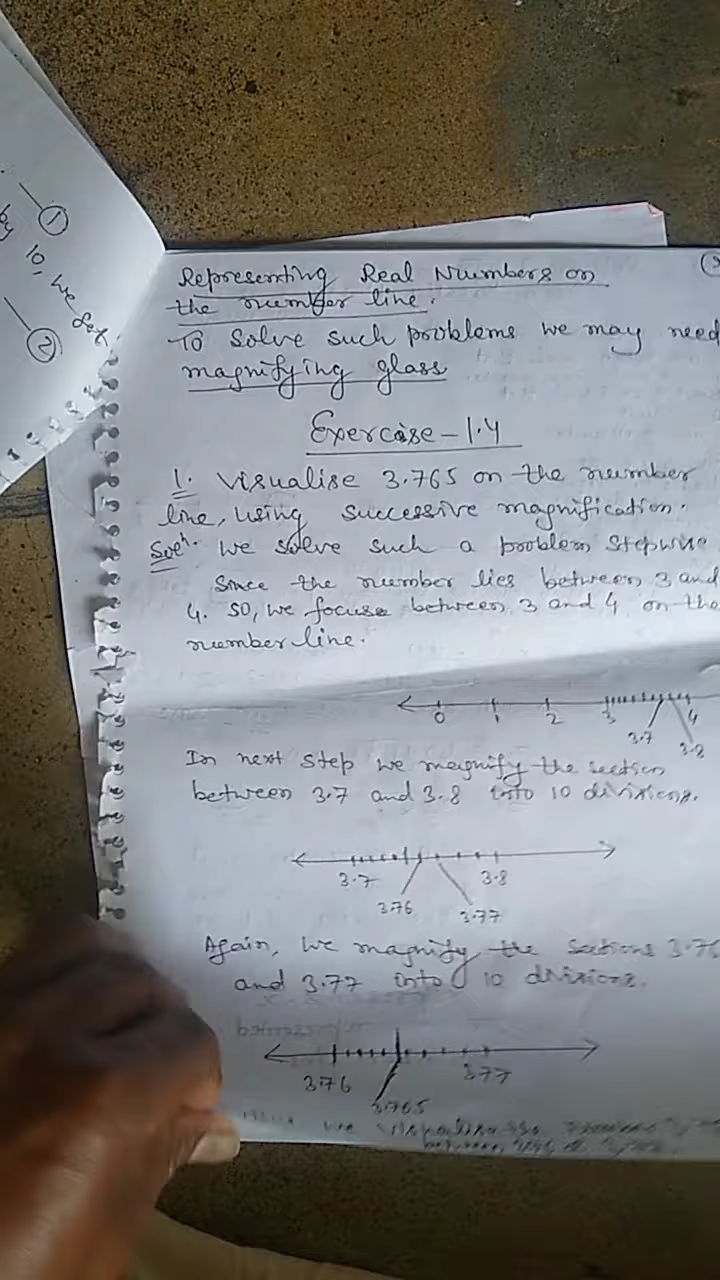 1
by 10, we get
2
Representing Real Numbers on
the number line.
To solve such problems we may need
magnifying glass
Exercise-1.4
1. Visualise 3.765 on the number
line, using successive magnification.
Soln. We solve such a problem stepwise.
Since the number lies between 3 and
4. So, we focuse between 3 and 4 on the
number line.
0 1 2 3 4
3.7 3.8
In next step we magnify the section
between 3.7 and 3.8 into 10 divisions.
3.7 3.8
3.76 3.77
Again, we magnify the sections 3.76
and 3.77 into 10 divisions.
3.76 3.77
3.765
we visualise the